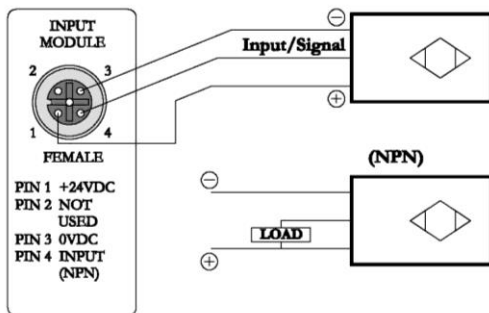 INPUT
MODULE
2
3
1
4
FEMALE
PIN 1 +24VDC
PIN 2 NOT
USED
PIN 3 0VDC
PIN 4 INPUT
(NPN)
−
Input/Signal
+
(NPN)
−
LOAD
+